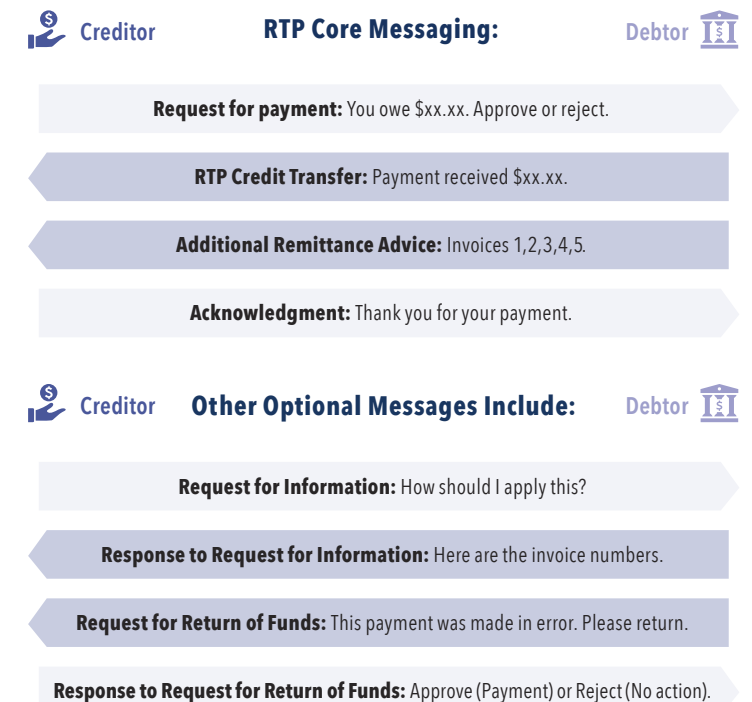 Creditor RTP Core Messaging: Debtor
Request for payment: You owe $xx.xx. Approve or reject.
RTP Credit Transfer: Payment received $xx.xx.
Additional Remittance Advice: Invoices 1,2,3,4,5.
Acknowledgment: Thank you for your payment.
Creditor Other Optional Messages Include: Debtor
Request for Information: How should I apply this?
Response to Request for Information: Here are the invoice numbers.
Request for Return of Funds: This payment was made in error. Please return.
Response to Request for Return of Funds: Approve (Payment) or Reject (No action).